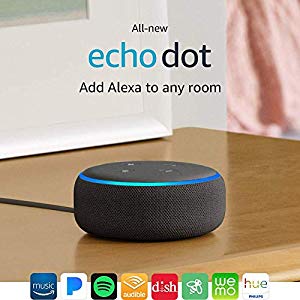 All-new
echo dot
Add Alexa to any room
music
audible
dish
wemo
hue
PHILIPS